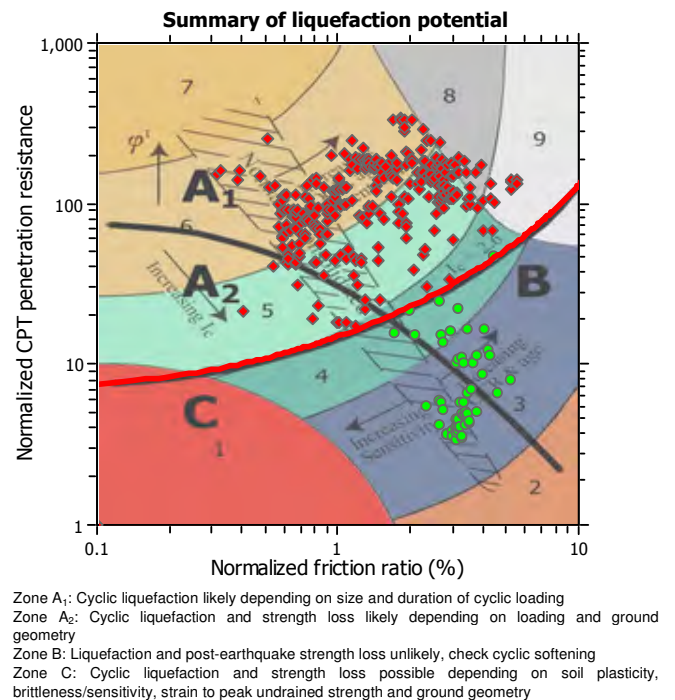 Summary of liquefaction potential
1,000
100
10
1
Normalized CPT penetration resistance
7
8
9
φ'
A1
6
A2
Increasing Ic
5
B
4
C
1
Increasing
Sensitivity
3
2
0.1
1
10
Normalized friction ratio (%)
Zone A1: Cyclic liquefaction likely depending on size and duration of cyclic loading
Zone A2: Cyclic liquefaction and strength loss likely depending on loading and ground
geometry
Zone B: Liquefaction and post-earthquake strength loss unlikely, check cyclic softening
Zone C: Cyclic liquefaction and strength loss possible depending on soil plasticity,
brittleness/sensitivity, strain to peak undrained strength and ground geometry